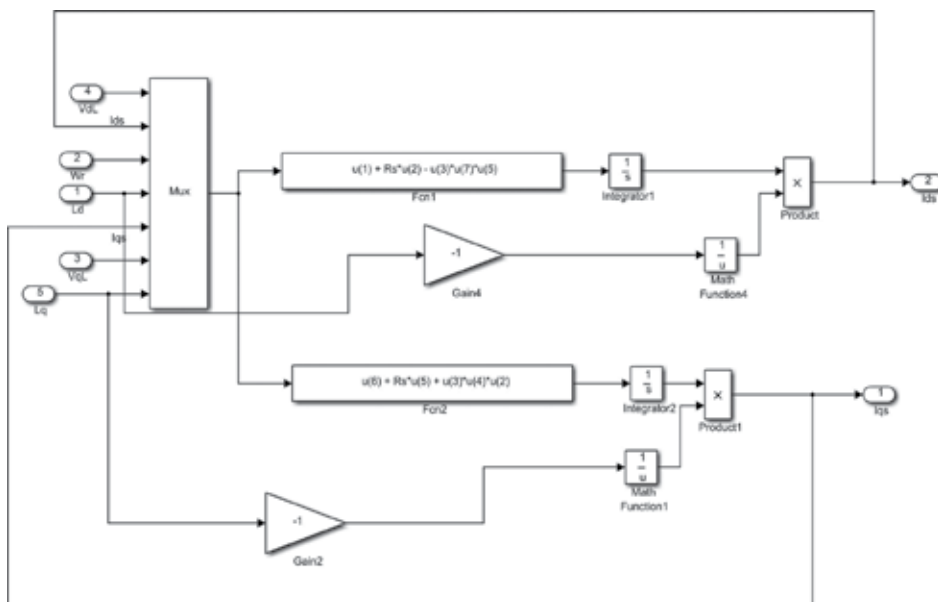 4
VdL
Ids
2
Wr
1
Ld
Iqs
3
VqL
5
Lq
Mux
u(1) + Rs*u(2) - u(3)*u(7)*u(5)
Fcn1
1
s
Integrator1
×
Product
2
Ids
-1
Gain4
1
u
Math
Function4
u(6) + Rs*u(5) + u(3)*u(4)*u(2)
Fcn2
1
s
Integrator2
×
Product1
1
Iqs
1
u
Math
Function1
-1
Gain2